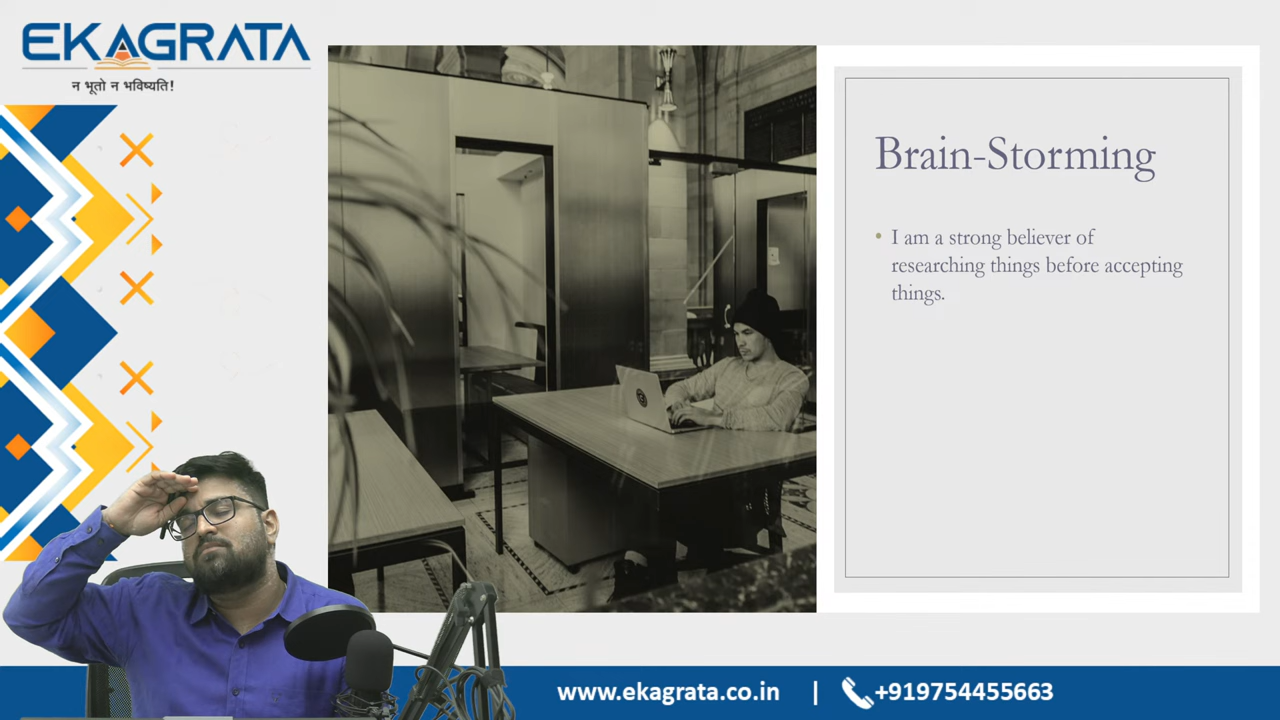 EKAGRATA
न भूतो न भविष्यति!
Brain-Storming
• I am a strong believer of
researching things before accepting
things.
www.ekagrata.co.in | +919754455663